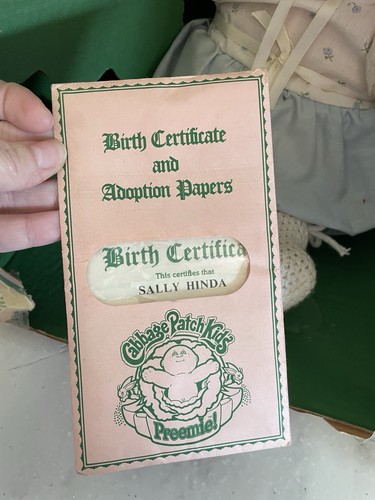 Birth Certificate
and
Adoption Papers
Birth Certifica
This certifies that
SALLY HINDA
Cabbage Patch Kids
Preemie!